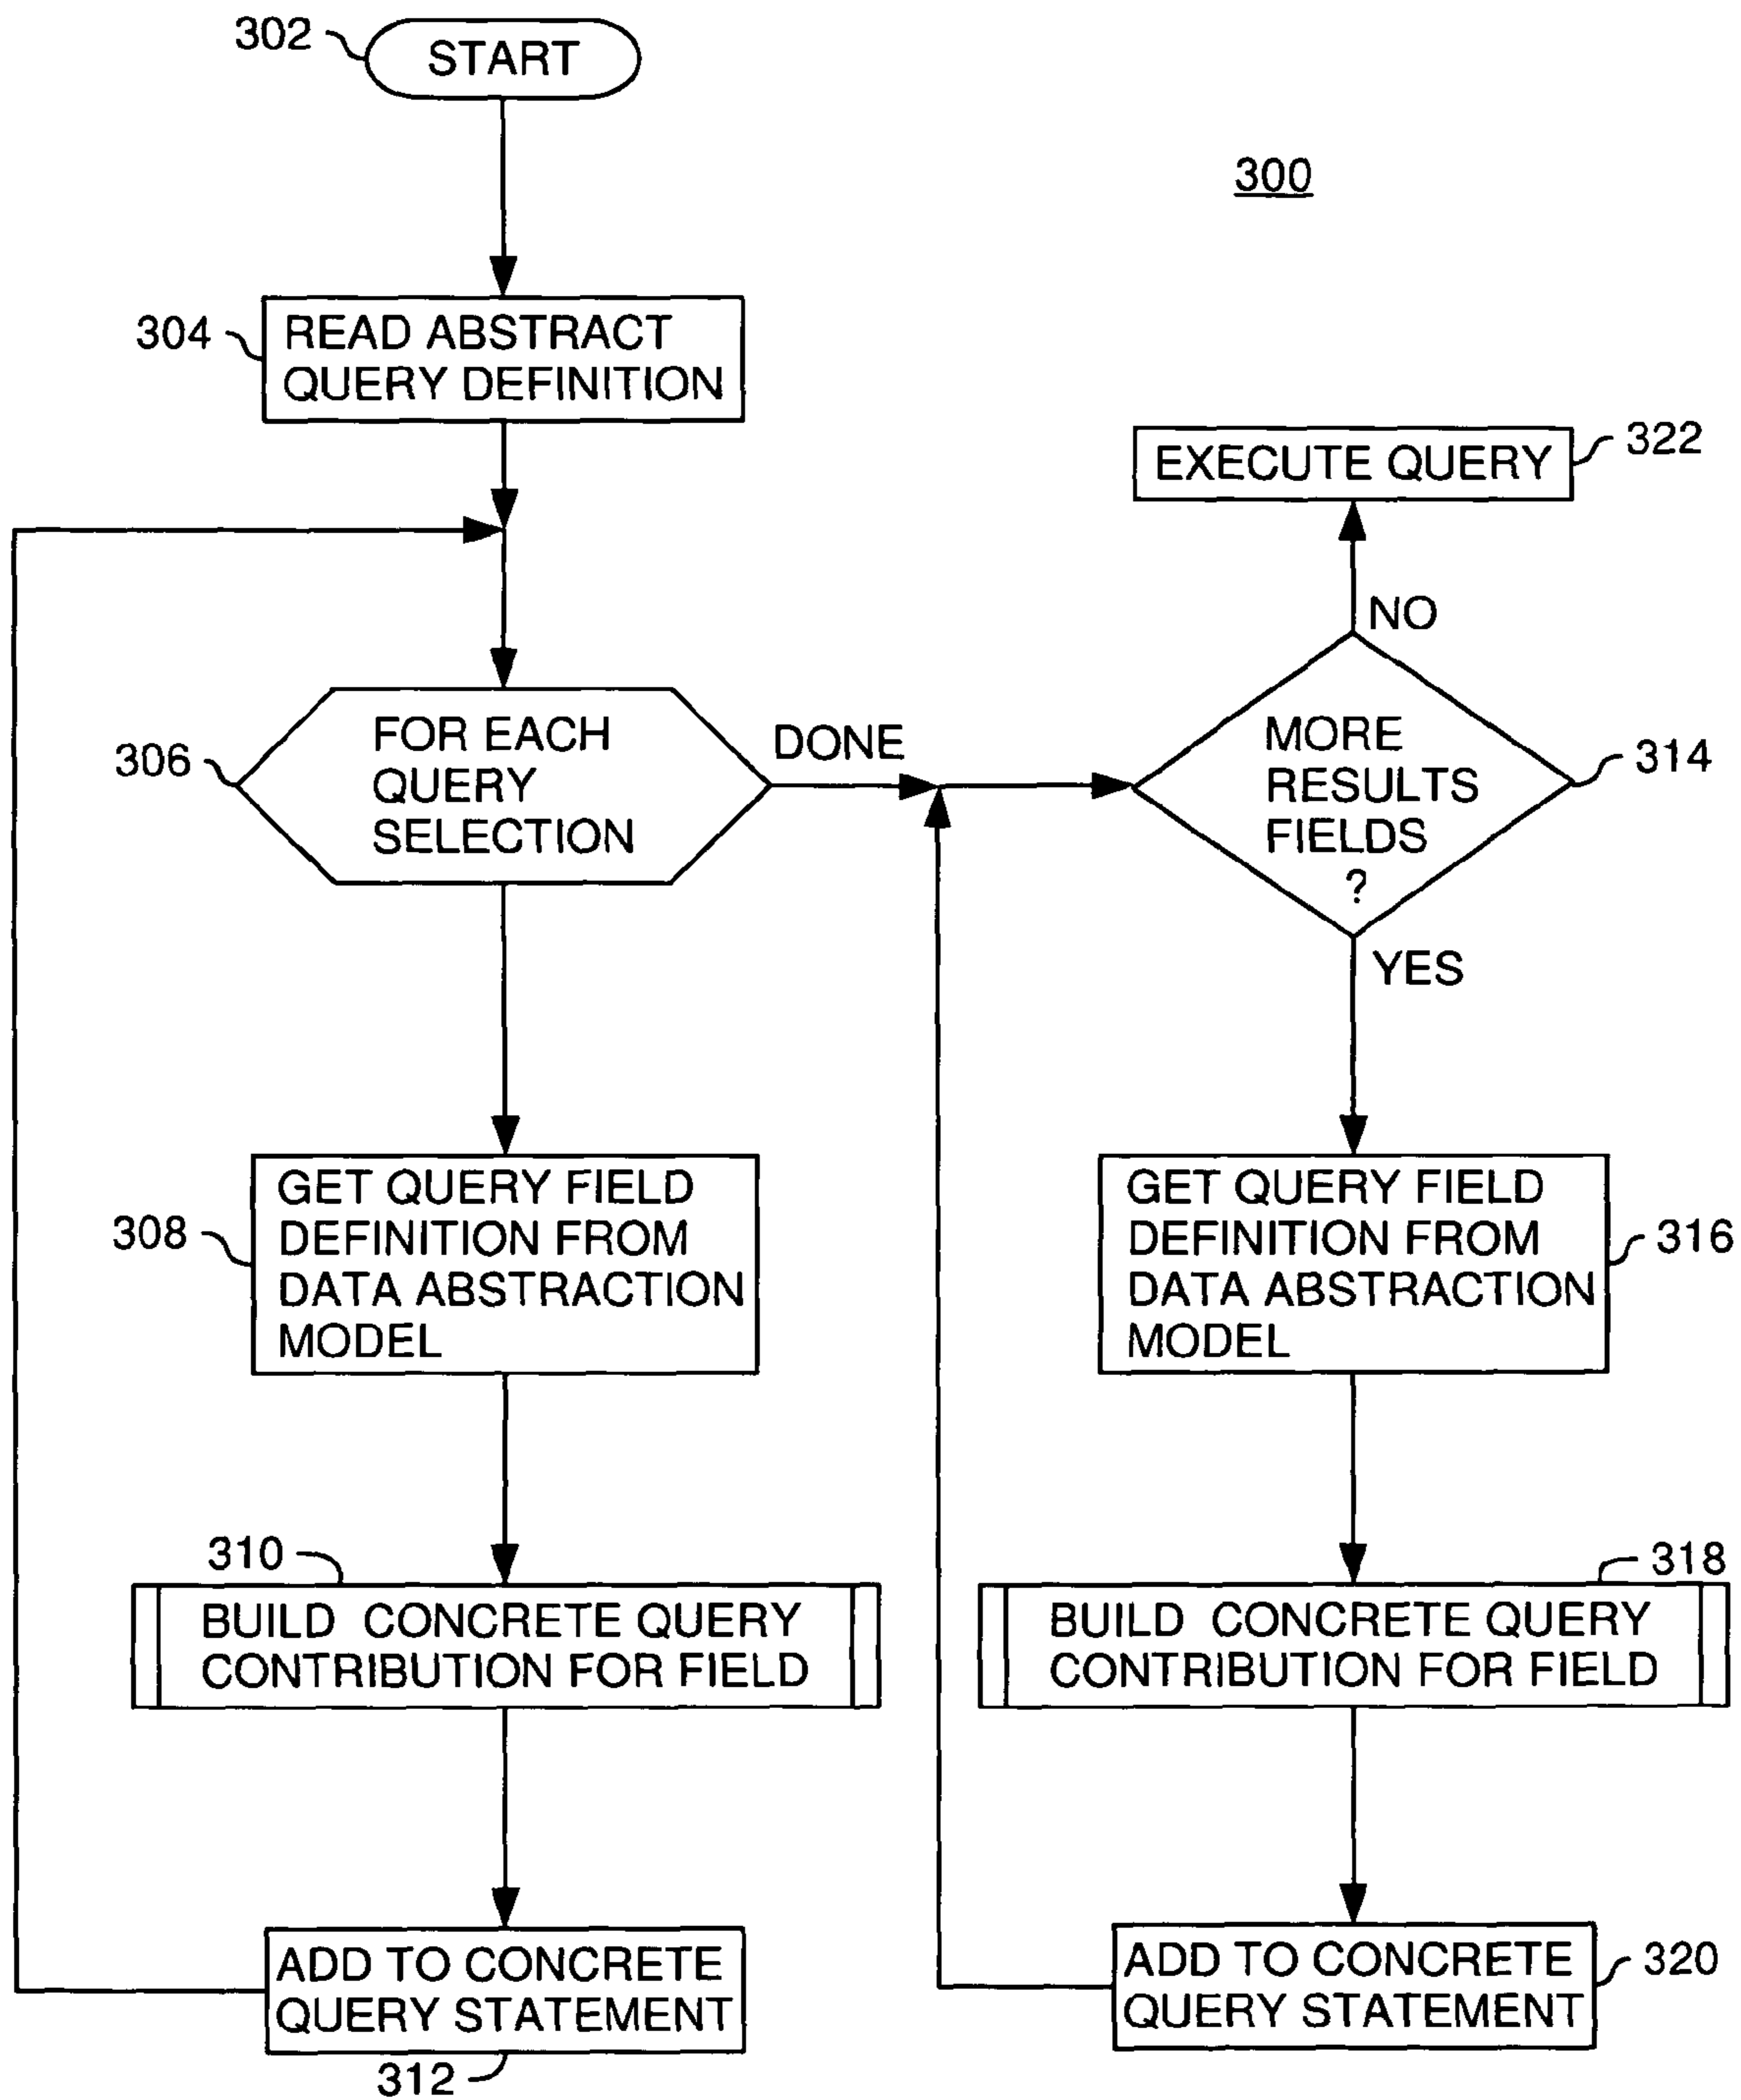 302
START
300
304
READ ABSTRACT
QUERY DEFINITION
EXECUTE QUERY
322
NO
306
FOR EACH
QUERY
SELECTION
DONE
MORE
RESULTS
FIELDS
?
314
YES
308
GET QUERY FIELD
DEFINITION FROM
DATA ABSTRACTION
MODEL
GET QUERY FIELD
DEFINITION FROM
DATA ABSTRACTION
MODEL
316
310
BUILD CONCRETE QUERY
CONTRIBUTION FOR FIELD
318
BUILD CONCRETE QUERY
CONTRIBUTION FOR FIELD
ADD TO CONCRETE
QUERY STATEMENT
312
ADD TO CONCRETE
QUERY STATEMENT
320